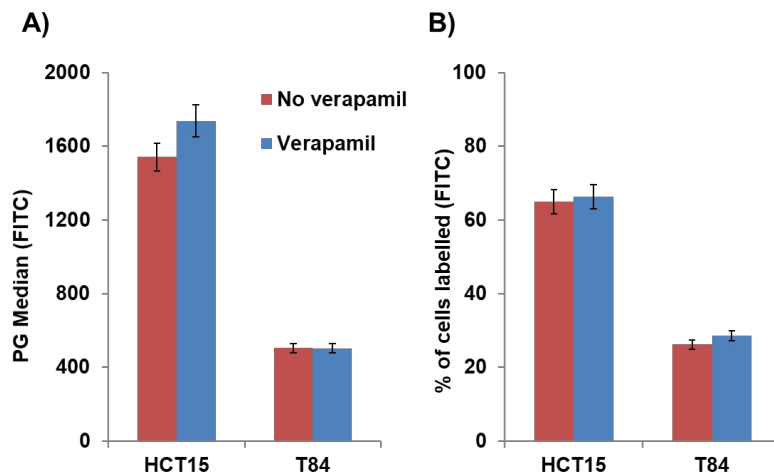 A)
PG Median (FITC)
2000
1600
1200
800
400
0
HCT15 T84
No verapamil
Verapamil
B)
% of cells labelled (FITC)
100
80
60
40
20
0
HCT15 T84